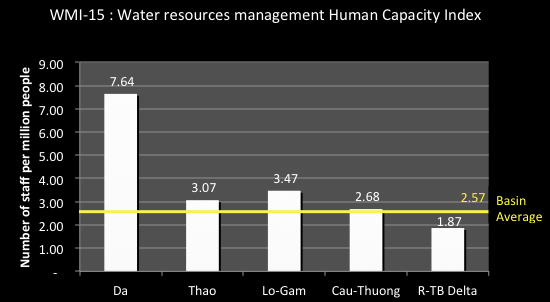 WMI-15 : Water resources management Human Capacity Index
Number of staff per million people
9.00
8.00
7.00
6.00
5.00
4.00
3.00
2.00
1.00
-
7.64
3.07
3.47
2.68
2.57
1.87
Basin
Average
Da
Thao
Lo-Gam
Cau-Thuong
R-TB Delta